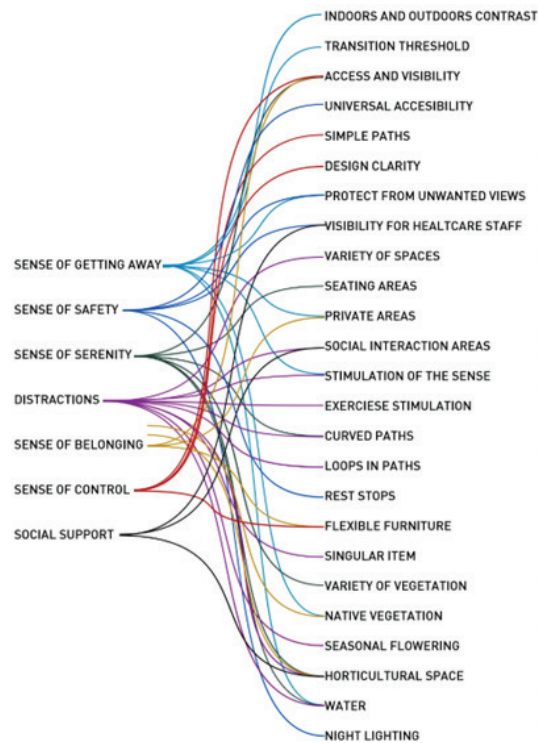 SENSE OF GETTING AWAY
SENSE OF SAFETY
SENSE OF SERENITY
DISTRACTIONS
SENSE OF BELONGING
SENSE OF CONTROL
SOCIAL SUPPORT
INDOORS AND OUTDOORS CONTRAST
TRANSITION THRESHOLD
ACCESS AND VISIBILITY
UNIVERSAL ACCESIBILITY
SIMPLE PATHS
DESIGN CLARITY
PROTECT FROM UNWANTED VIEWS
VISIBILITY FOR HEALTCARE STAFF
VARIETY OF SPACES
SEATING AREAS
PRIVATE AREAS
SOCIAL INTERACTION AREAS
STIMULATION OF THE SENSE
EXERCIESE STIMULATION
CURVED PATHS
LOOPS IN PATHS
REST STOPS
FLEXIBLE FURNITURE
SINGULAR ITEM
VARIETY OF VEGETATION
NATIVE VEGETATION
SEASONAL FLOWERING
HORTICULTURAL SPACE
WATER
NIGHT LIGHTING